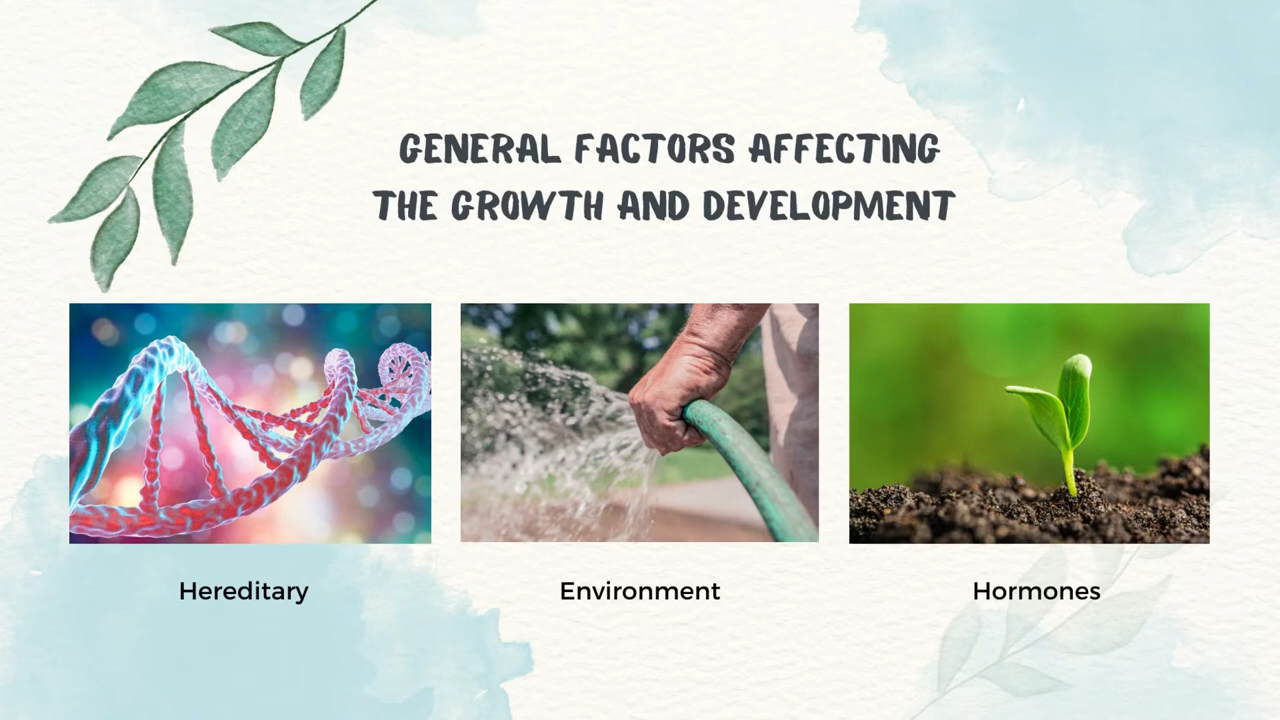 GENERAL FACTORS AFFECTING
THE GROWTH AND DEVELOPMENT
Hereditary
Environment
Hormones